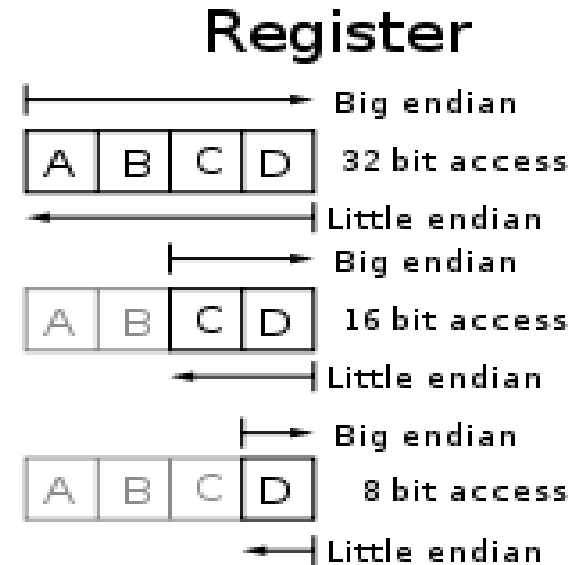 Register
Big endian
A B C D 32 bit access
Little endian
Big endian
A B C D 16 bit access
Little endian
Big endian
A B C D 8 bit access
Little endian